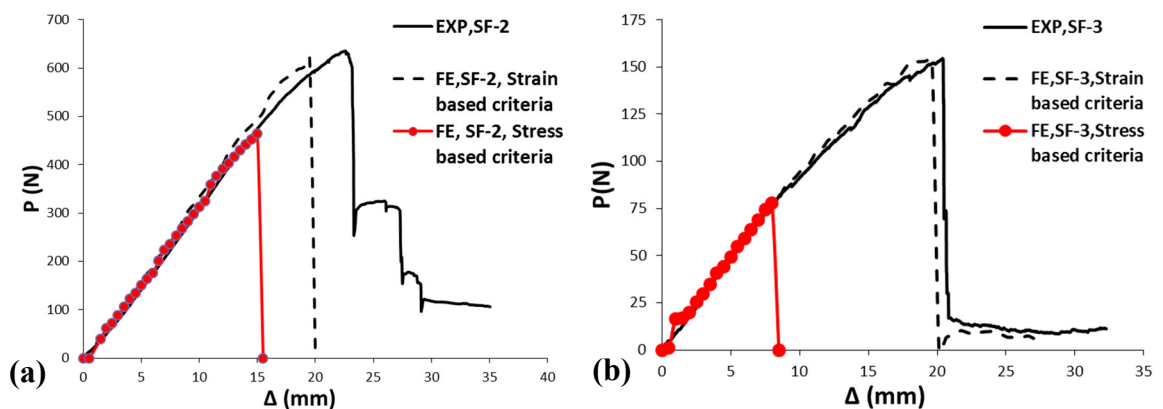 700
600
500
400
300
200
100
0
P (N)
0 5 10 15 20 25 30 35 40
Δ (mm)
EXP,SF-2
FE,SF-2, Strain
based criteria
FE, SF-2, Stress
based criteria
(a)
175
150
125
100
75
50
25
0
P(N)
0 5 10 15 20 25 30 35
Δ (mm)
EXP,SF-3
FE,SF-3,Strain
based criteria
FE,SF-3,Stress
based criteria
(b)